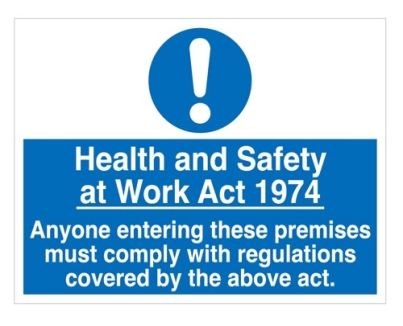 Health and Safety
at Work Act 1974
Anyone entering these premises
must comply with regulations
covered by the above act.